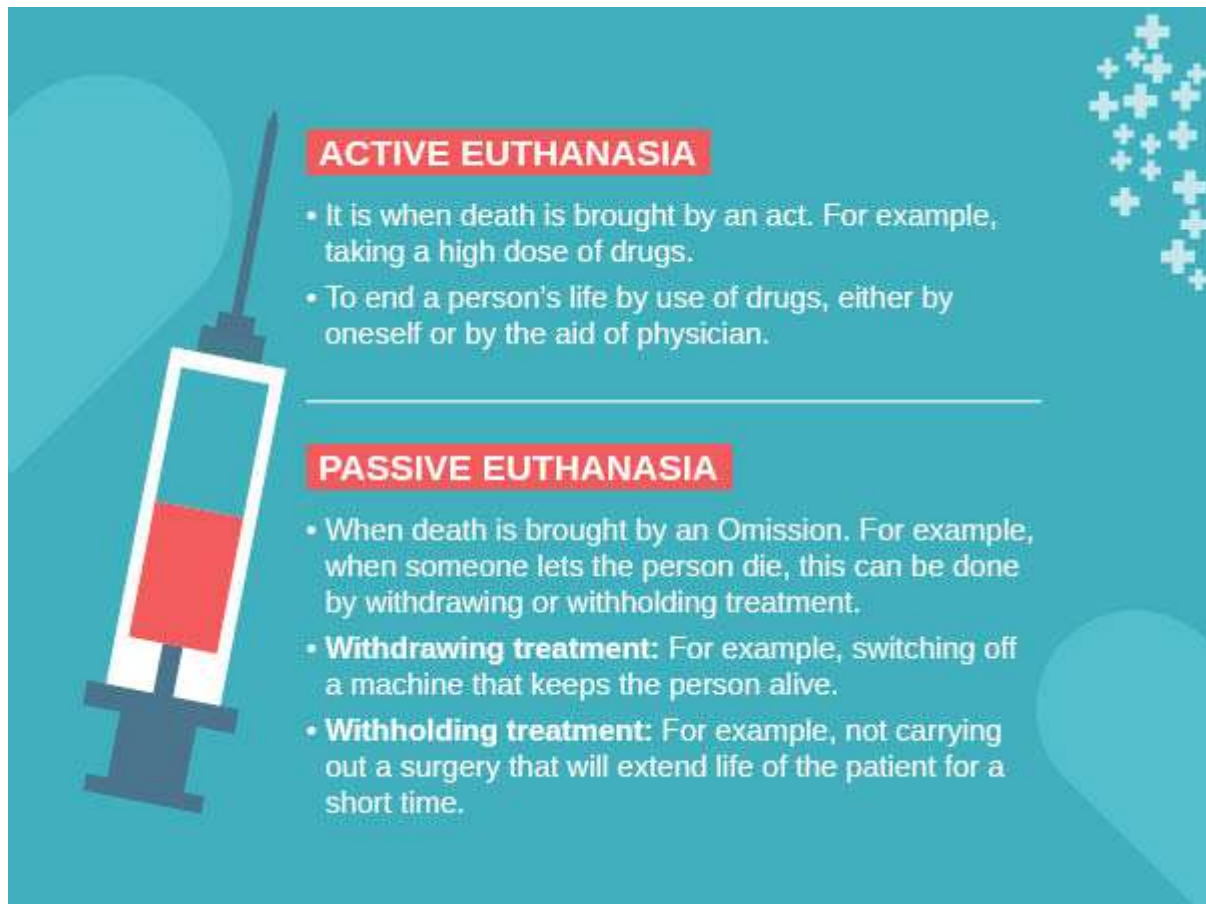 ACTIVE EUTHANASIA
• It is when death is brought by an act. For example,
taking a high dose of drugs.
• To end a person's life by use of drugs, either by
oneself or by the aid of physician.
PASSIVE EUTHANASIA
• When death is brought by an Omission. For example,
when someone lets the person die, this can be done
by withdrawing or withholding treatment.
• Withdrawing treatment: For example, switching off
a machine that keeps the person alive.
• Withholding treatment: For example, not carrying
out a surgery that will extend life of the patient for a
short time.